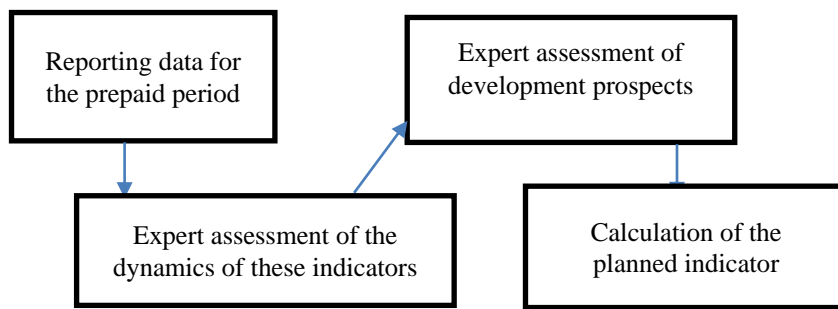 Reporting data for
the prepaid period
Expert assessment of the
dynamics of these indicators
Expert assessment of
development prospects
Calculation of the
planned indicator